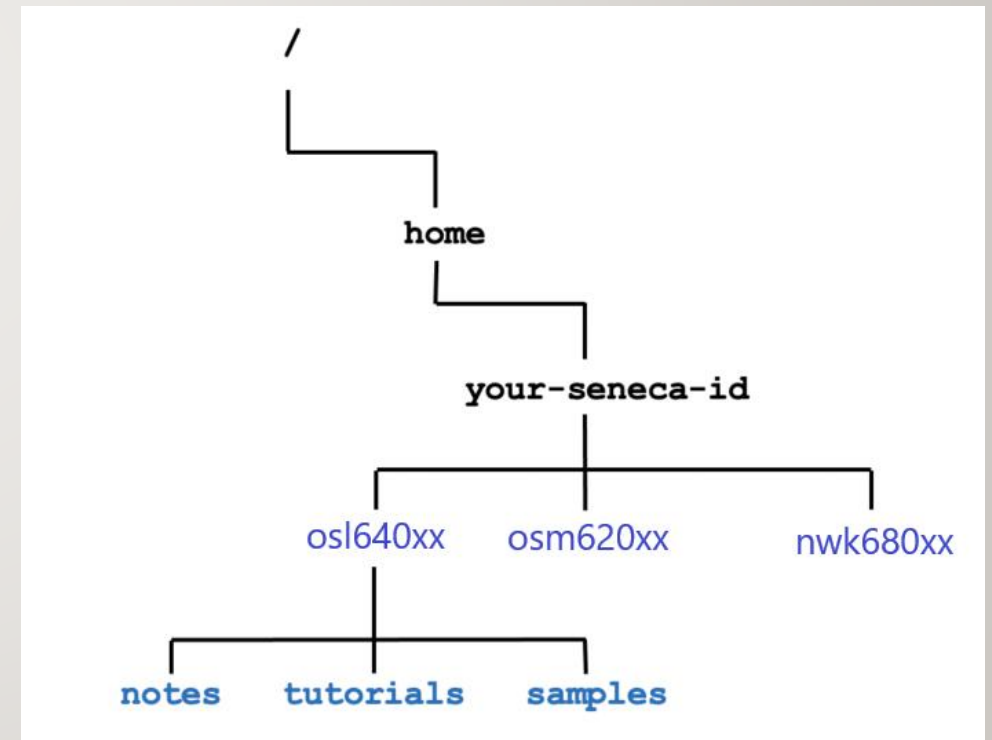 /
home
your-seneca-id
osl640xx osm620xx nwk680xx
notes tutorials samples